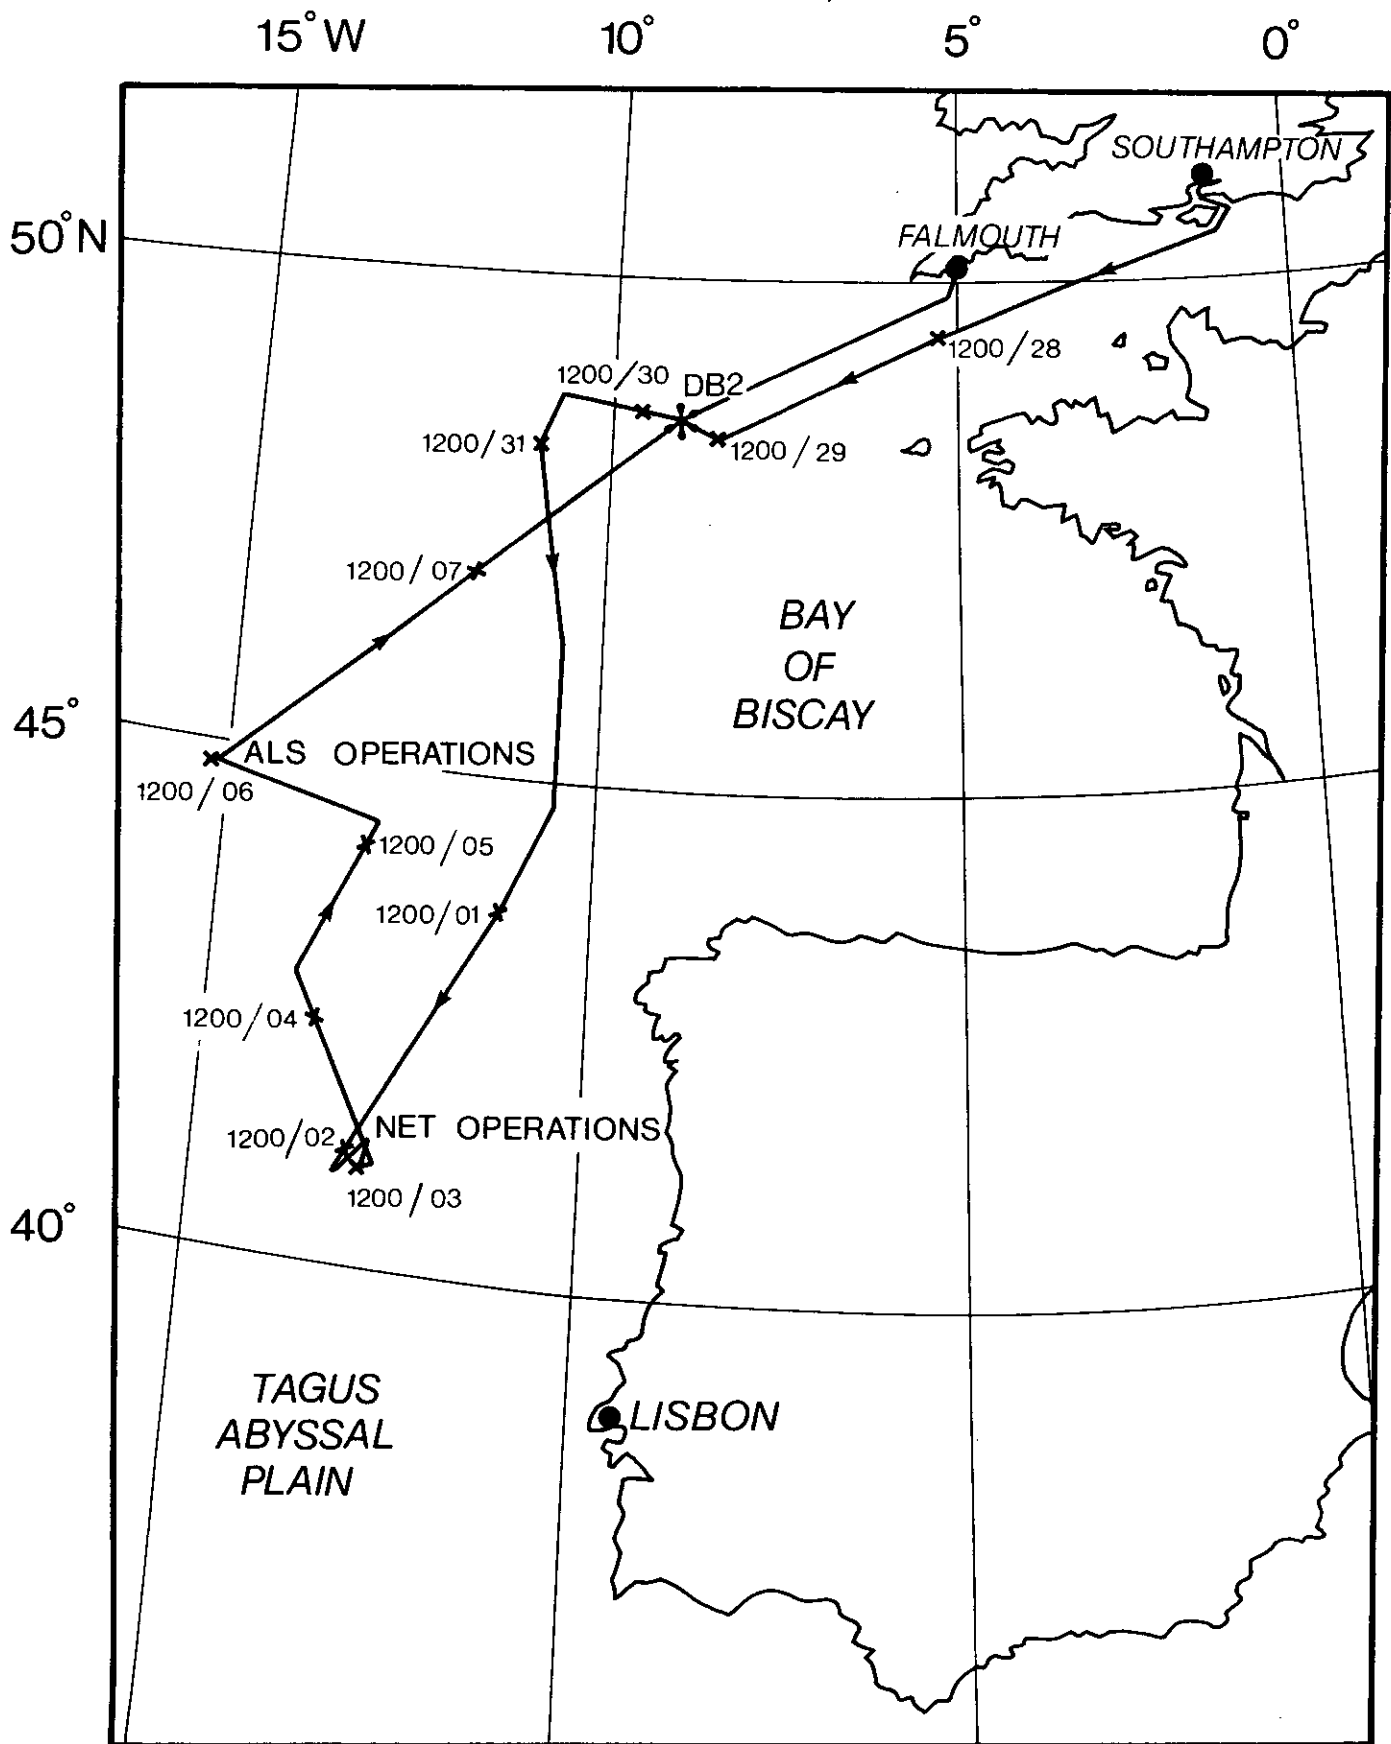 15°W 10° 5° 0°
SOUTHAMPTON
50°N
FALMOUTH
1200/28
1200/30
DB2
1200/31
1200/29
1200/07
BAY
OF
BISCAY
45°
ALS OPERATIONS
1200/06
1200/05
1200/01
1200/04
NET OPERATIONS
1200/02
1200/03
40°
TAGUS
ABYSSAL
PLAIN
LISBON